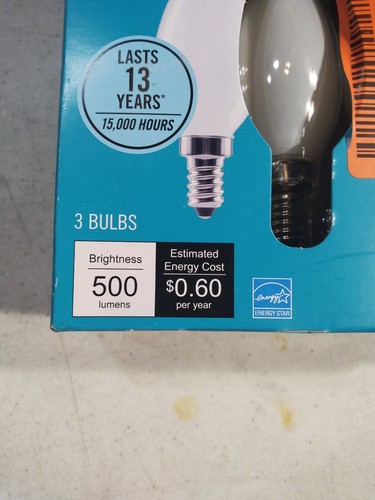 LASTS
13
YEARS*
15,000 HOURS
3 BULBS
Brightness
500
lumens
Estimated
Energy Cost
$0.60
per year
energy
ENERGY STAR